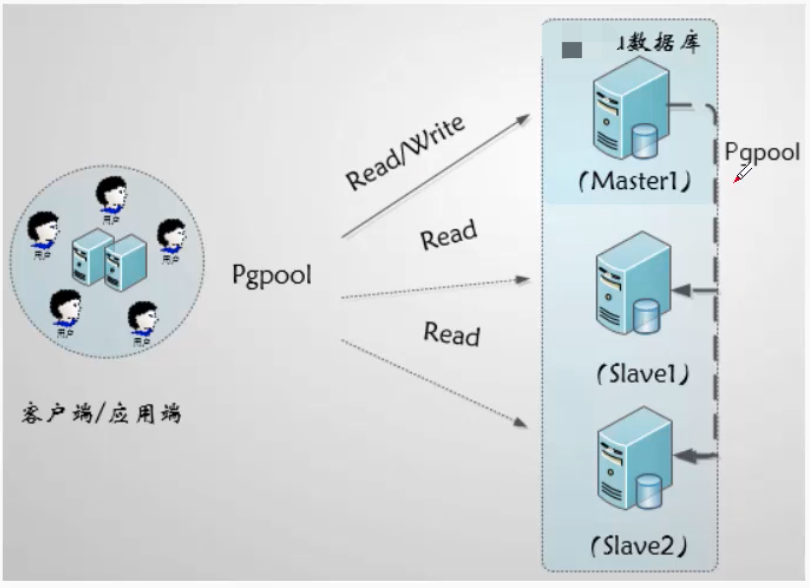 数据库
Read/Write
Pgpool
(Master1)
用户
用户
用户
Read
Pgpool
Read
用户
用户
(Slave1)
客户端/应用端
(Slave2)